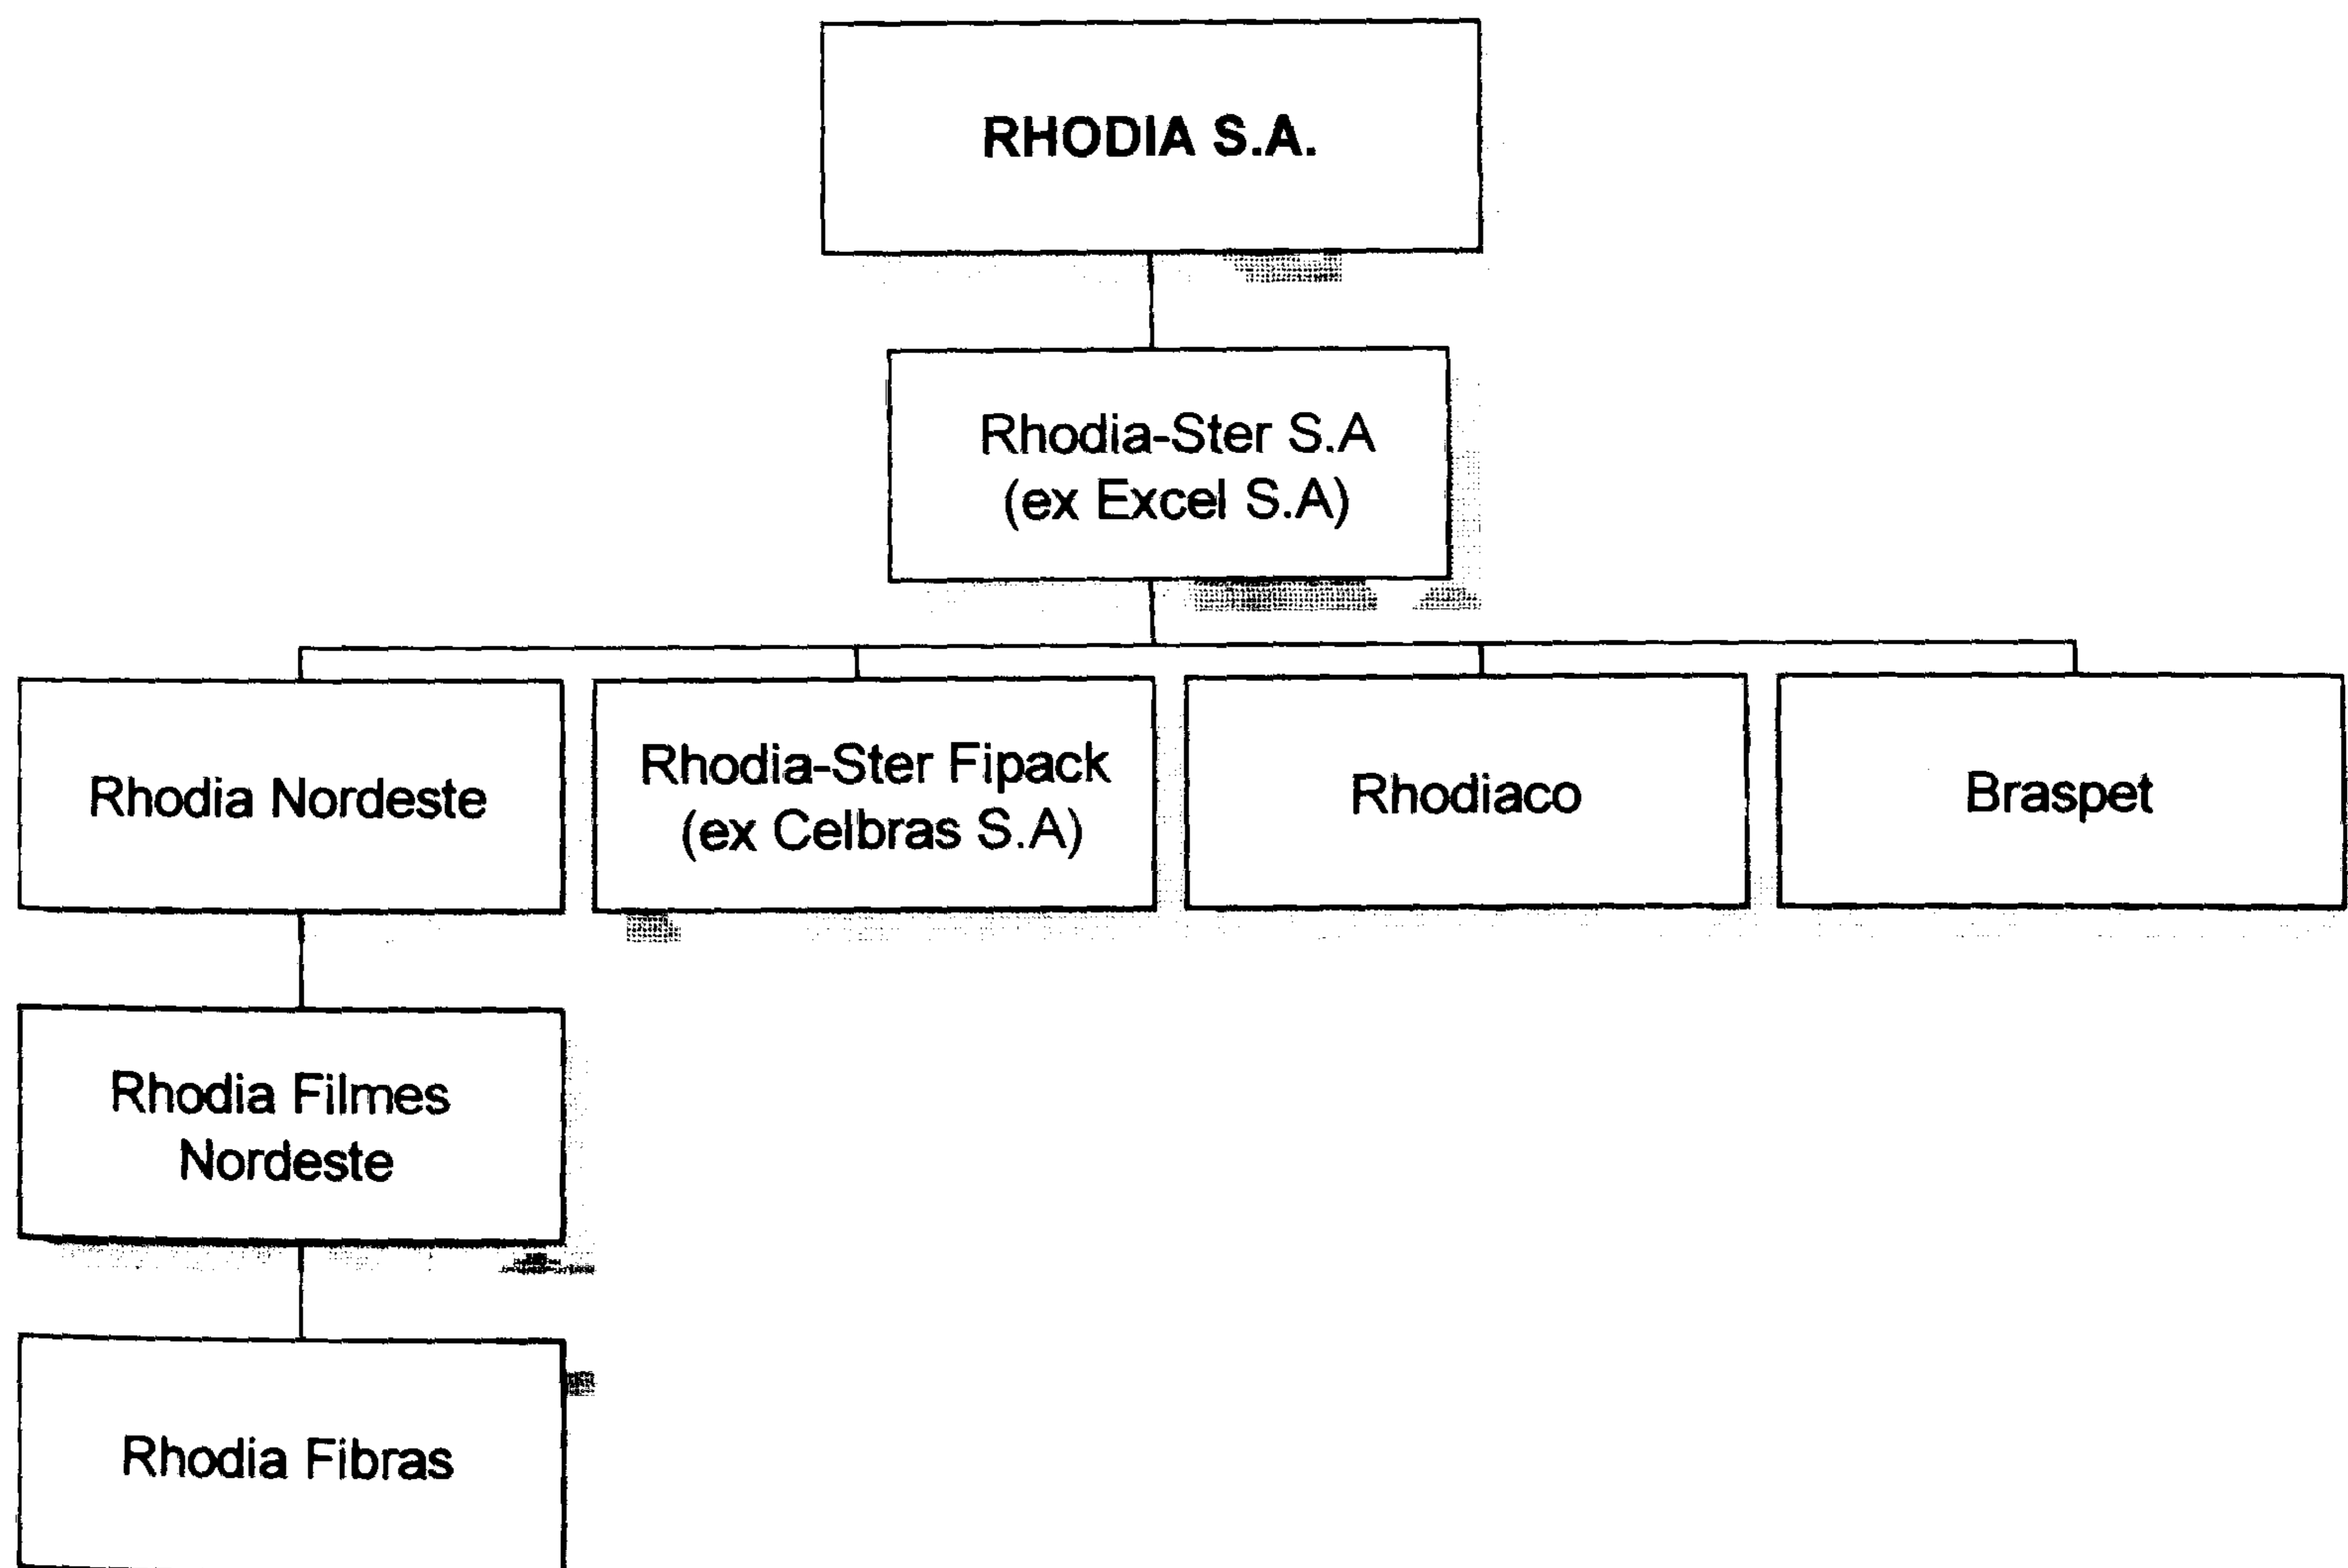 RHODIA S.A.
Rhodia-Ster S.A
(ex Excel S.A)
Rhodia Nordeste
Rhodia-Ster Fipack
(ex Celbras S.A)
Rhodiaco
Braspet
Rhodia Filmes
Nordeste
Rhodia Fibras